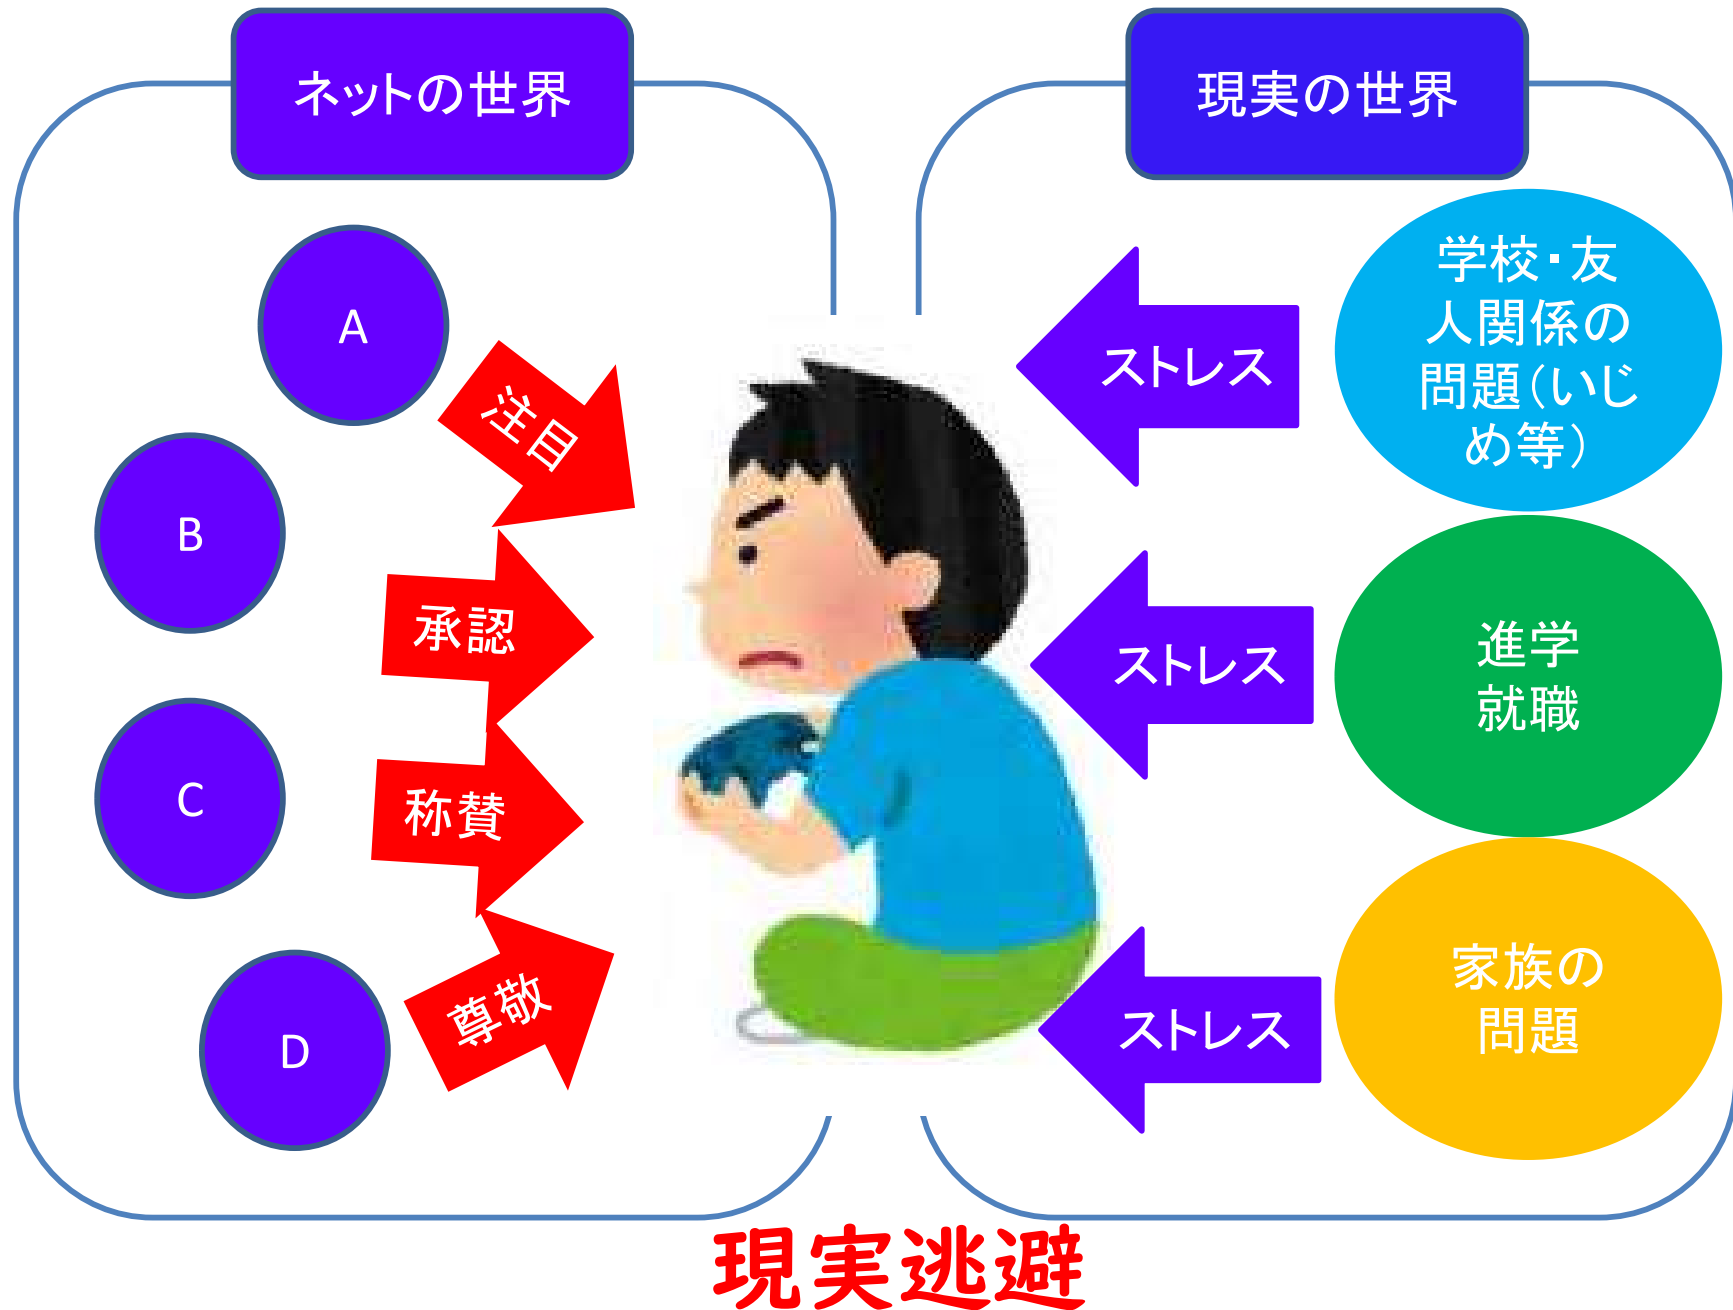 ネットの世界
現実の世界
A
注目
B
承認
C
称賛
D
尊敬
ストレス
学校・友
人関係の
問題（いじ
め等）
ストレス
進学
就職
ストレス
家族の
問題
現実逃避